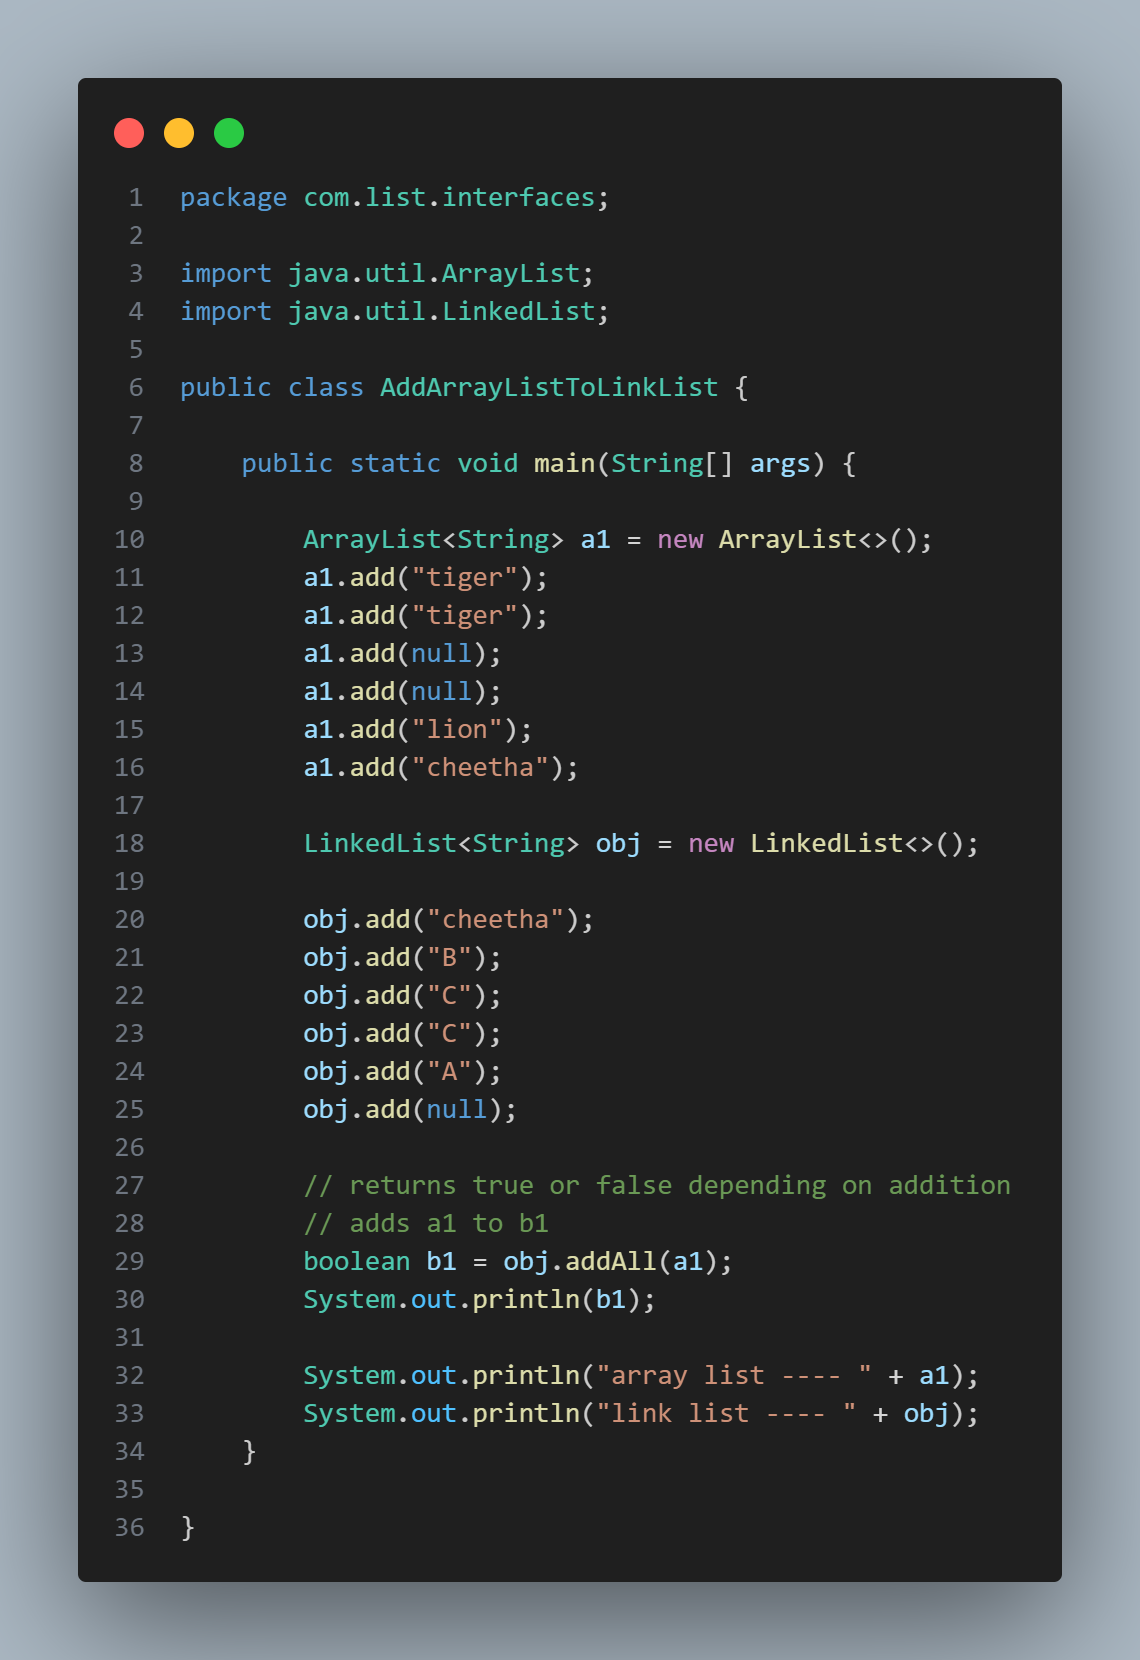 1 package com.list.interfaces;
2
3 import java.util.ArrayList;
4 import java.util.LinkedList;
5
6 public class AddArrayListToLinkList {
7
8     public static void main(String[] args) {
9
10         ArrayList<String> a1 = new ArrayList<>();
11         a1.add("tiger");
12         a1.add("tiger");
13         a1.add(null);
14         a1.add(null);
15         a1.add("lion");
16         a1.add("cheetha");
17
18         LinkedList<String> obj = new LinkedList<>();
19
20         obj.add("cheetha");
21         obj.add("B");
22         obj.add("C");
23         obj.add("C");
24         obj.add("A");
25         obj.add(null);
26
27         // returns true or false depending on addition
28         // adds a1 to b1
29         boolean b1 = obj.addAll(a1);
30         System.out.println(b1);
31
32         System.out.println("array list ---- " + a1);
33         System.out.println("link list ---- " + obj);
34     }
35
36 }